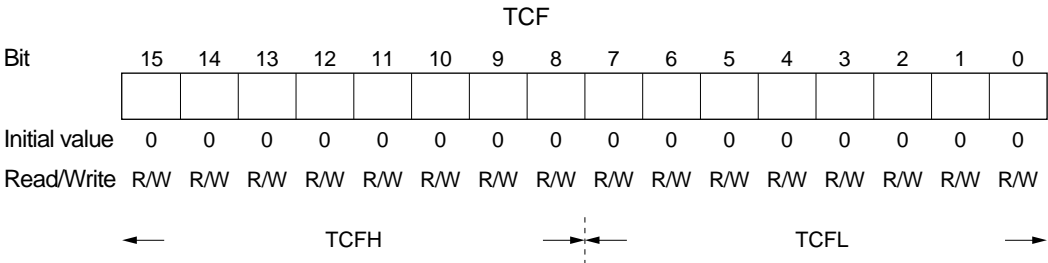 TCF
Bit 15 14 13 12 11 10 9 8 7 6 5 4 3 2 1 0
Initial value 0 0 0 0 0 0 0 0 0 0 0 0 0 0 0 0
Read/Write R/W R/W R/W R/W R/W R/W R/W R/W R/W R/W R/W R/W R/W R/W R/W R/W
TCFH TCFL